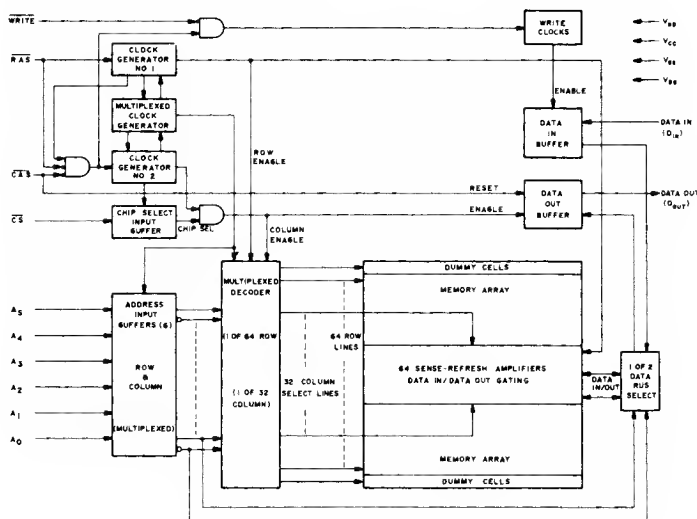 WRITE
RAS
CAS
CS
A5
A4
A3
A2
A1
A0
CLOCK
GENERATOR
NO 1
MULTIPLEXED
CLOCK
GENERATOR
CLOCK
GENERATOR
NO 2
CHIP SELECT
INPUT
BUFFER
CHIP SEL
ROW
ENABLE
COLUMN
ENABLE
WRITE
CLOCKS
ENABLE
DATA
IN
BUFFER
DATA IN
(DIN)
RESET
ENABLE
DATA
OUT
BUFFER
DATA OUT
(DOUT)
VDD
VCC
VSS
VBB
ADDRESS
INPUT
BUFFERS (6)
ROW
&
COLUMN
(MULTIPLEXED)
MULTIPLEXED
DECODER
(1 OF 64 ROW
(1 OF 32
COLUMN)
64 ROW
LINES
32 COLUMN
SELECT LINES
DUMMY CELLS
MEMORY ARRAY
64 SENSE-REFRESH AMPLIFIERS
DATA IN/DATA OUT GATING
MEMORY ARRAY
DUMMY CELLS
DATA
IN/OUT
1 OF 2
DATA
BUS
SELECT